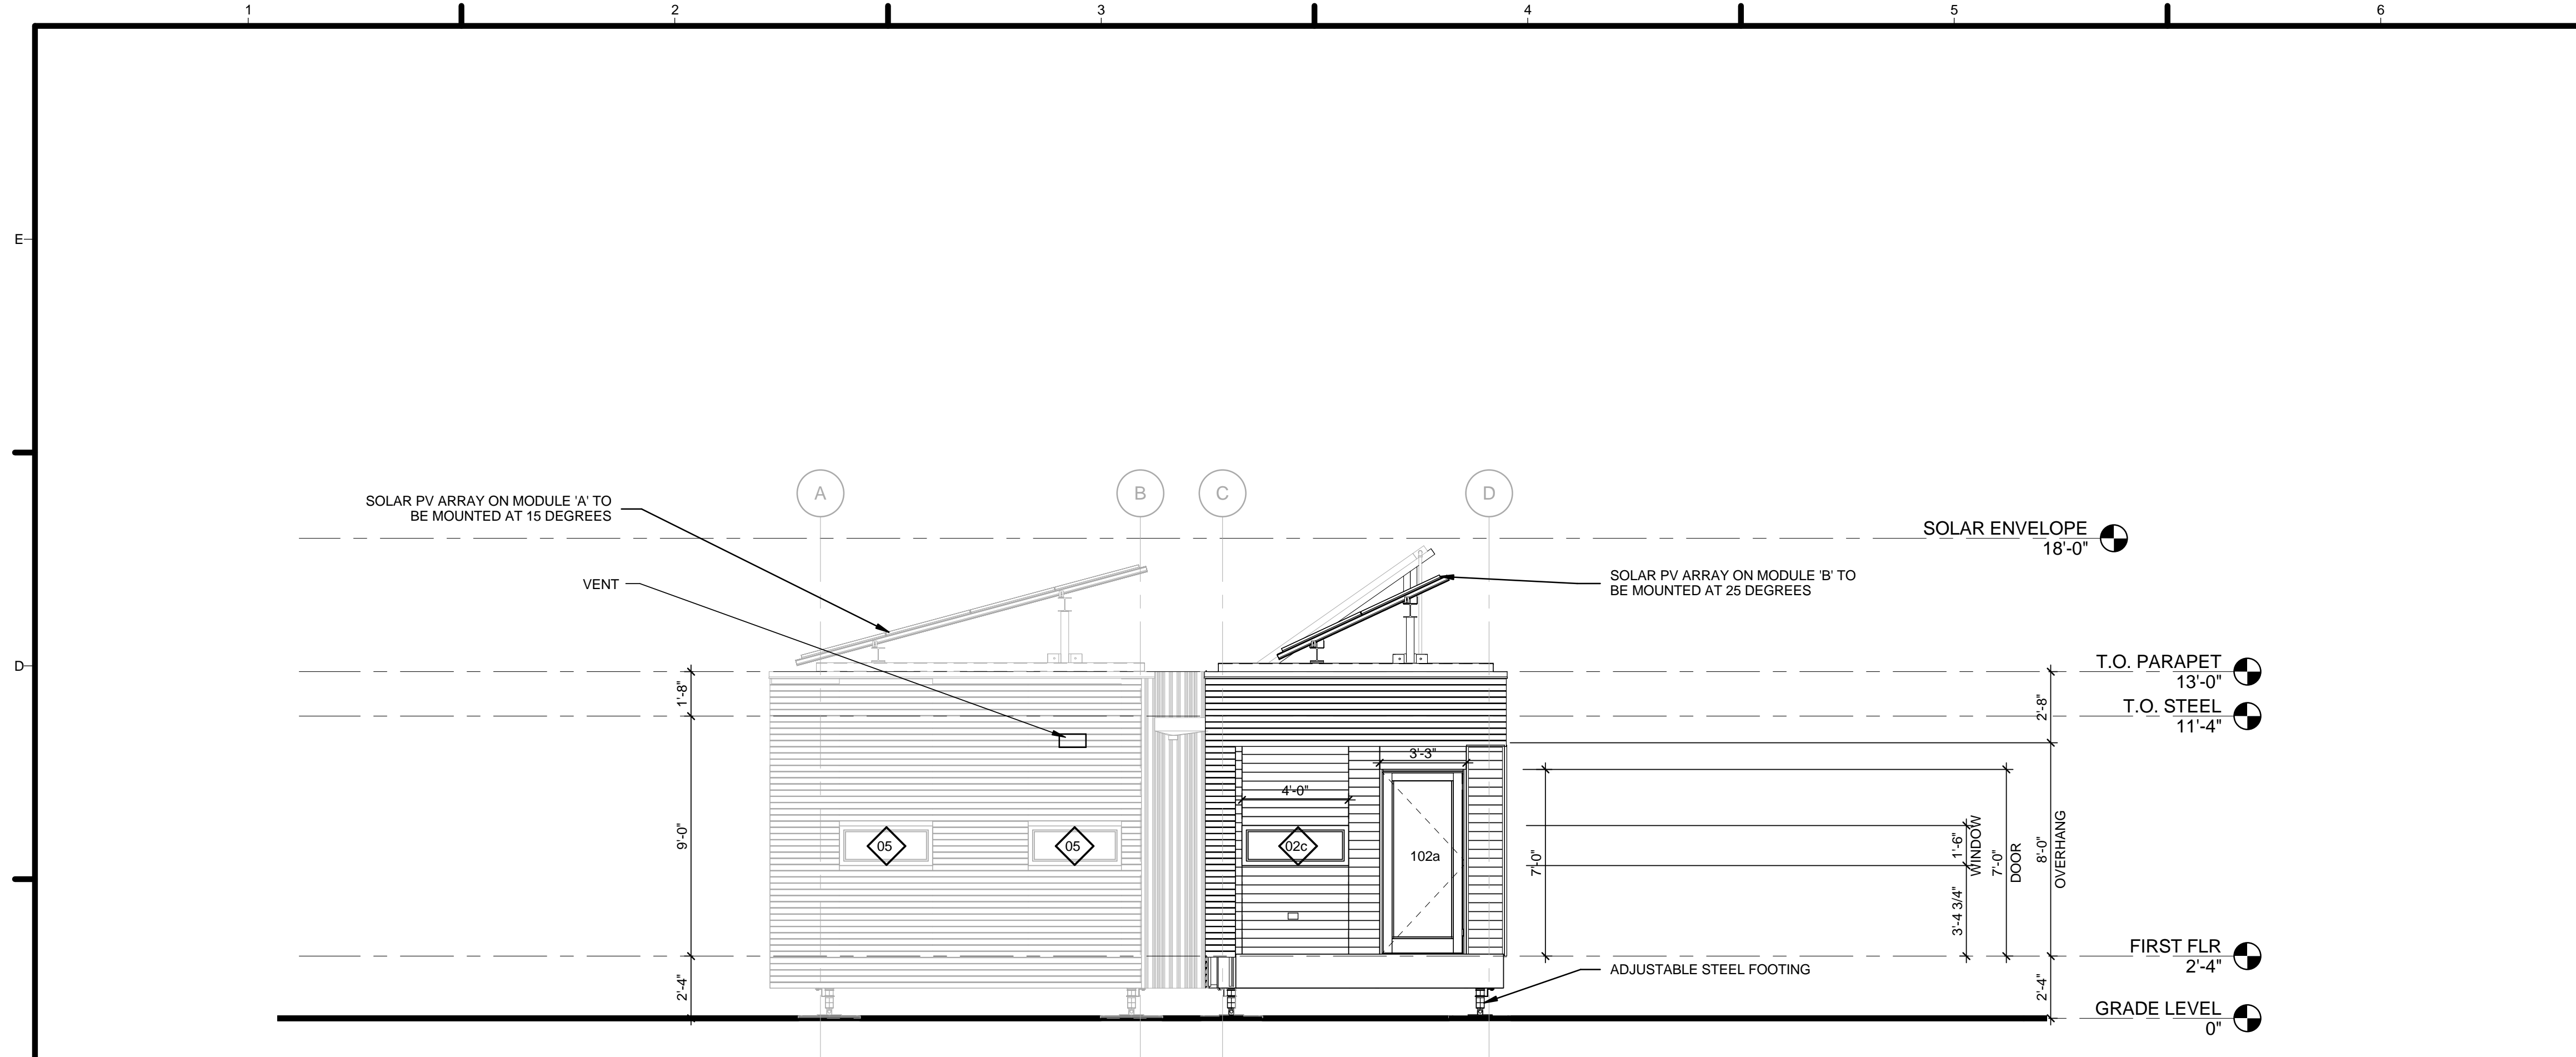 1 2 3 4 5 6
E
A B C D
SOLAR PV ARRAY ON MODULE 'A' TO
BE MOUNTED AT 15 DEGREES
SOLAR ENVELOPE
18'-0"
VENT
SOLAR PV ARRAY ON MODULE 'B' TO
BE MOUNTED AT 25 DEGREES
D
T.O. PARAPET
13'-0"
1'-8"
2'-8"
T.O. STEEL
11'-4"
3'-3"
4'-0"
9'-0"
05
05
02c
102a
7'-0"
1'-6"
WINDOW
3'-4 3/4"
7'-0"
DOOR
8'-0"
OVERHANG
FIRST FLR
2'-4"
ADJUSTABLE STEEL FOOTING
2'-4"
2'-4"
GRADE LEVEL
0"